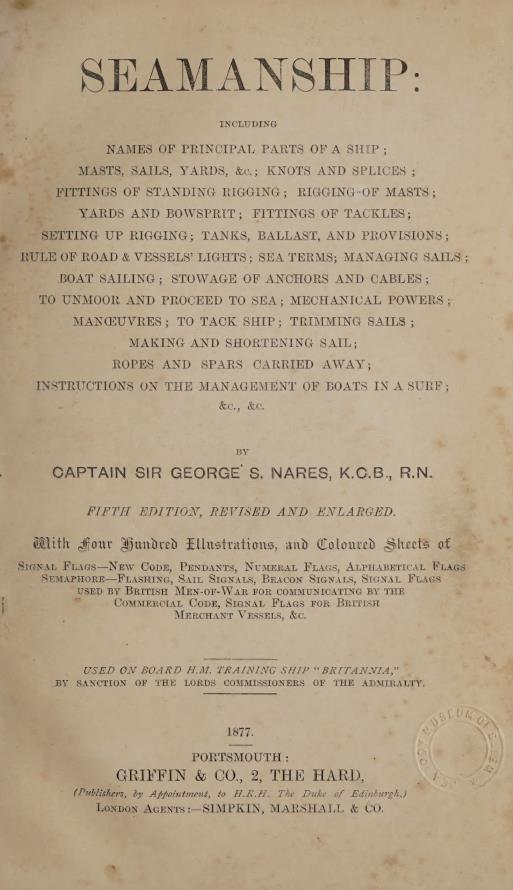 SEAMANSHIP:
INCLUDING
NAMES OF PRINCIPAL PARTS OF A SHIP;
MASTS, SAILS, YARDS, &c.; KNOTS AND SPLICES;
FITTINGS OF STANDING RIGGING; RIGGING OF MASTS;
YARDS AND BOWSPRIT; FITTINGS OF TACKLES;
SETTING UP RIGGING; TANKS, BALLAST, AND PROVISIONS;
RULE OF ROAD & VESSELS' LIGHTS; SEA TERMS; MANAGING SAILS;
BOAT SAILING; STOWAGE OF ANCHORS AND CABLES;
TO UNMOOR AND PROCEED TO SEA; MECHANICAL POWERS;
MANŒUVRES; TO TACK SHIP; TRIMMING SAILS;
MAKING AND SHORTENING SAIL;
ROPES AND SPARS CARRIED AWAY;
INSTRUCTIONS ON THE MANAGEMENT OF BOATS IN A SURF;
&c., &c.
BY
CAPTAIN SIR GEORGE S. NARES, K.C.B., R.N.
FIFTH EDITION, REVISED AND ENLARGED.
With Four Hundred Illustrations, and Coloured Sheets of
SIGNAL FLAGS—NEW CODE, PENDANTS, NUMERAL FLAGS, ALPHABETICAL FLAGS
SEMAPHORE—FLASHING, SAIL SIGNALS, BEACON SIGNALS, SIGNAL FLAGS
USED BY BRITISH MEN-OF-WAR FOR COMMUNICATING BY THE
COMMERCIAL CODE, SIGNAL FLAGS FOR BRITISH
MERCHANT VESSELS, &c.
USED ON BOARD H.M. TRAINING SHIP "BRITANNIA,"
BY SANCTION OF THE LORDS COMMISSIONERS OF THE ADMIRALTY.
1877.
PORTSMOUTH:
GRIFFIN & CO., 2, THE HARD,
(Publishers, by Appointment, to H.R.H. The Duke of Edinburgh.)
LONDON AGENTS:—SIMPKIN, MARSHALL & CO.
MUSEUM OF